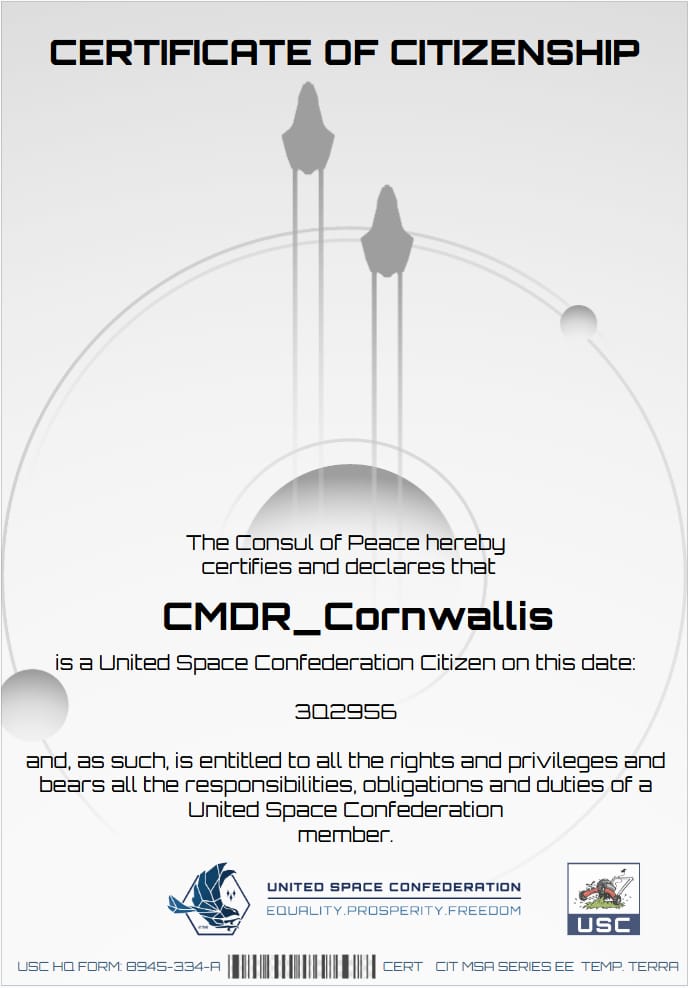 CERTIFICATE OF CITIZENSHIP
The Consul of Peace hereby
certifies and declares that
CMDR_Cornwallis
is a United Space Confederation Citizen on this date:
3Q2956
and, as such, is entitled to all the rights and privileges and
bears all the responsibilities, obligations and duties of a
United Space Confederation
member.
UNITED SPACE CONFEDERATION
EQUALITY.PROSPERITY.FREEDOM
USC
USC HQ FORM: 8945-334-A CERT CIT MSA SERIES EE TEMP. TERRA